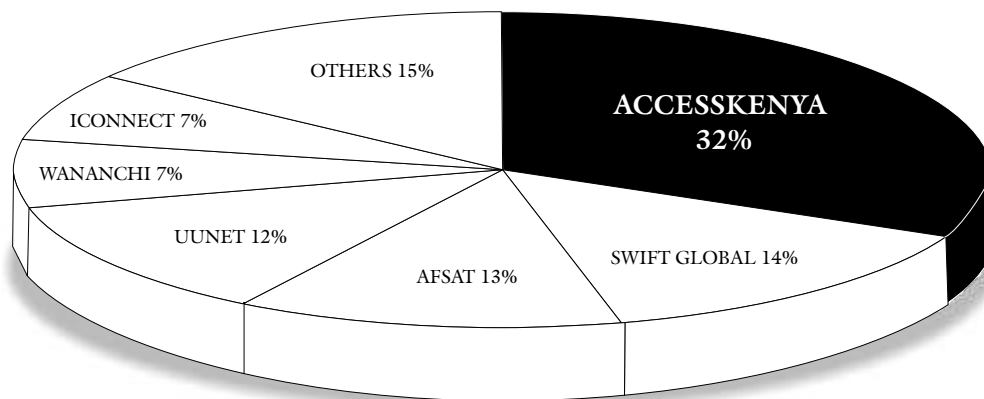 OTHERS 15%
ACCESSKENYA
32%
ICONNECT 7%
WANANCHI 7%
UUNET 12%
AFSAT 13%
SWIFT GLOBAL 14%